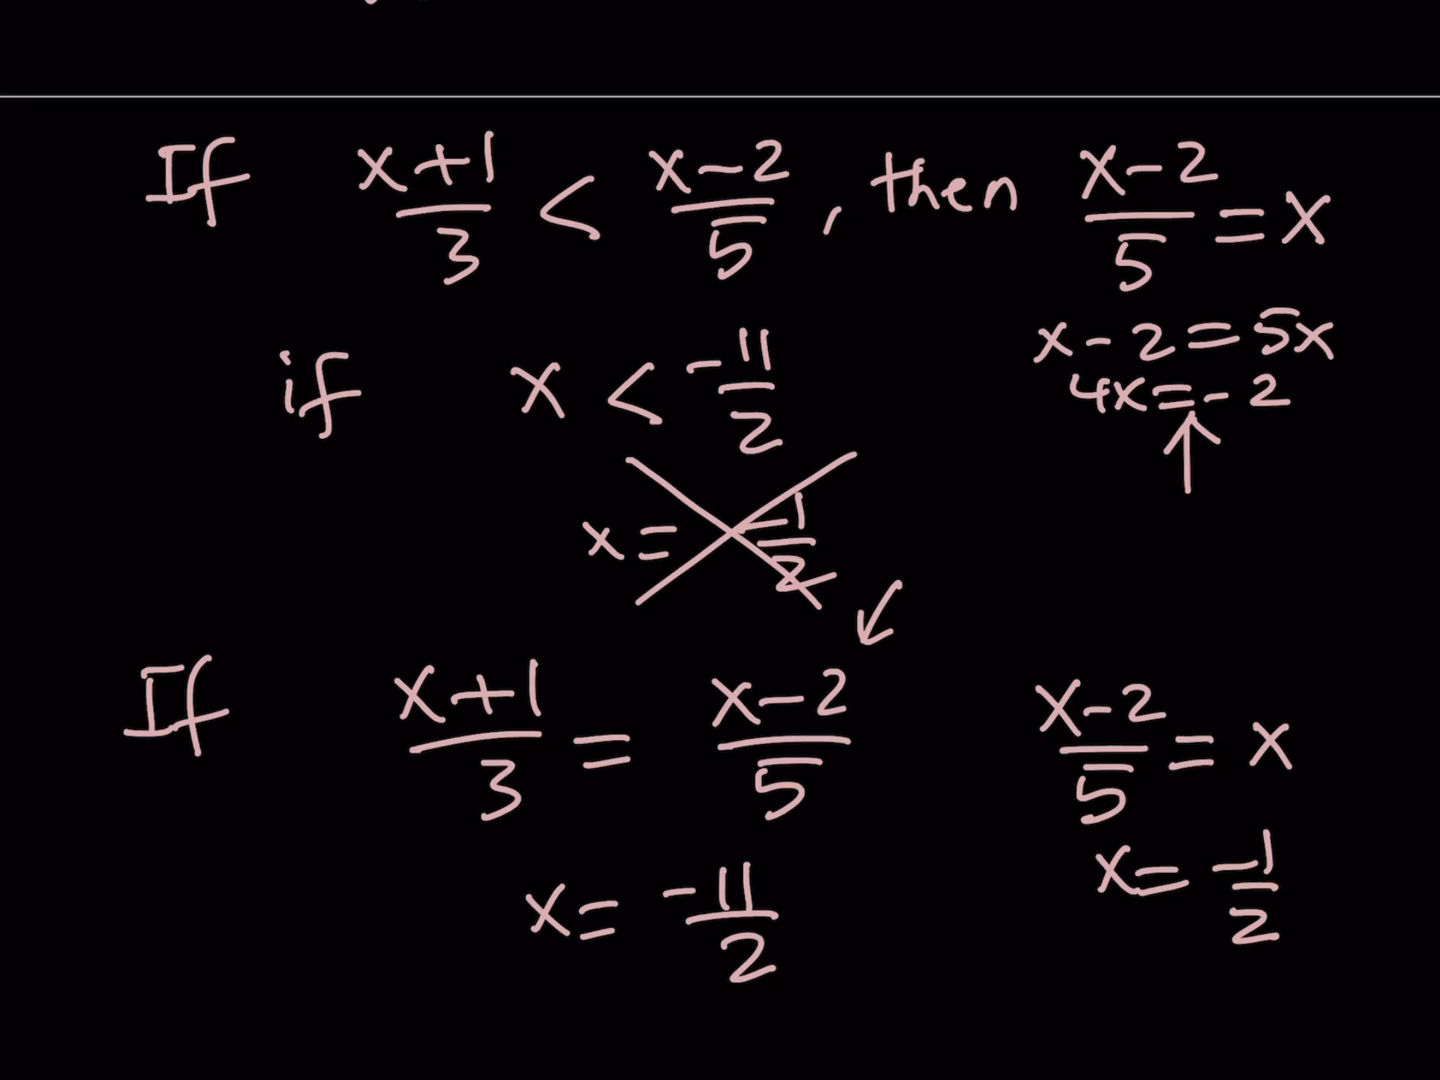 If (x+1)/3 < (x-2)/5, then (x-2)/5 = x
x-2=5x
if x < -11/2
4x=-2
x= -1/2
If (x+1)/3 = (x-2)/5 (x-2)/5 = x
x= -11/2 x= -1/2